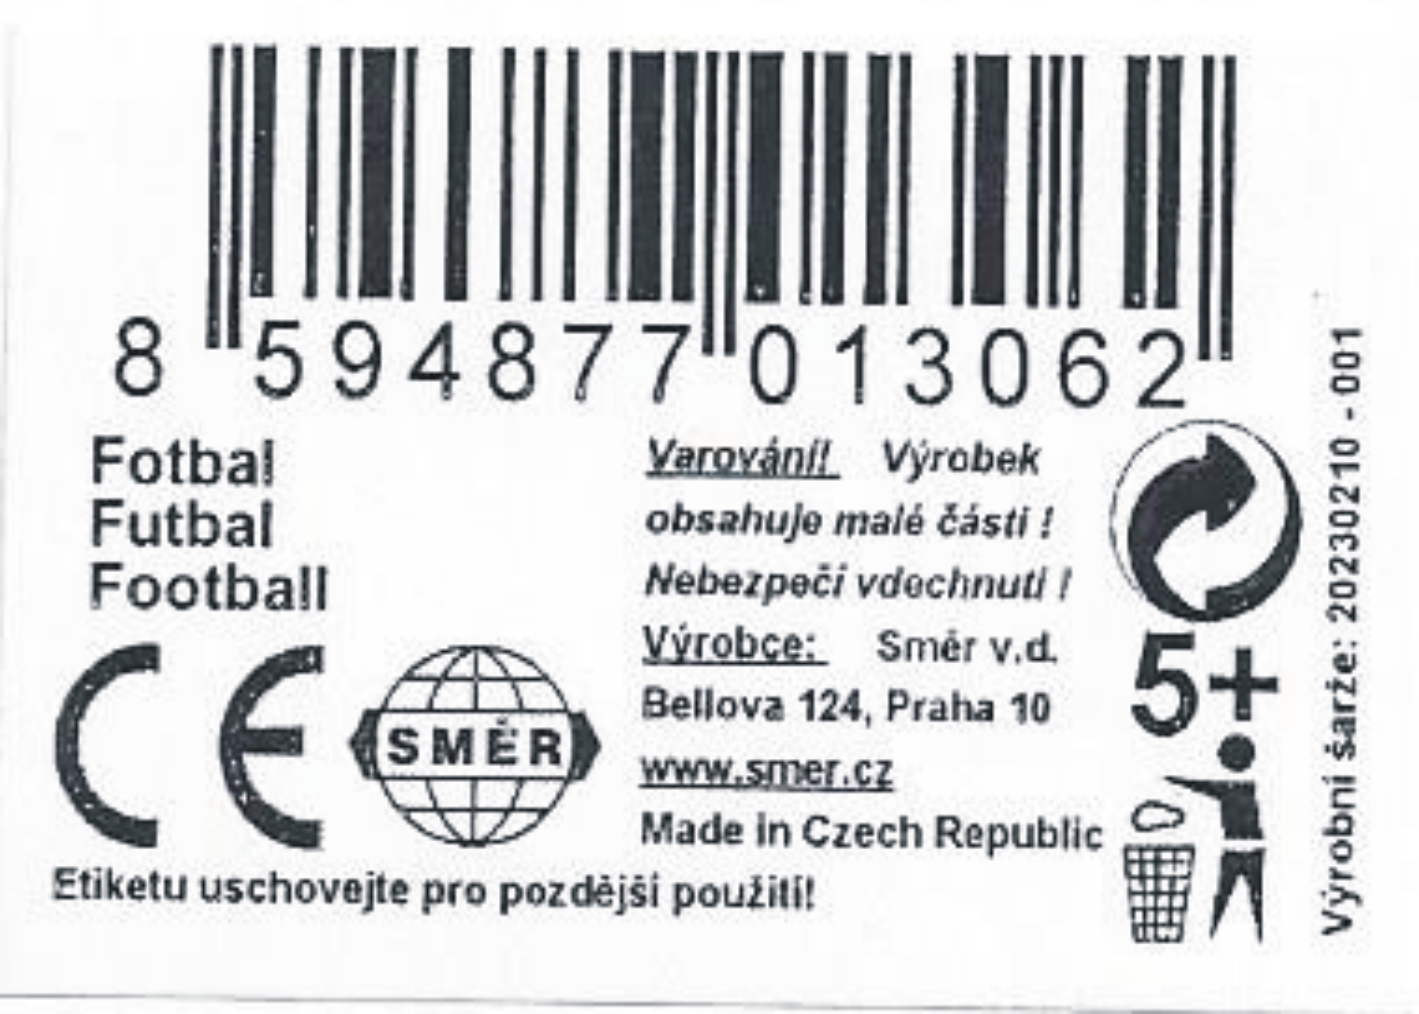 8 594877 013062
Fotbal
Futbal
Football
Varování! Výrobek
obsahuje malé části !
Nebezpečí vdechnutí !
Výrobce: Směr v.d.
Bellova 124, Praha 10
www.smer.cz
Made in Czech Republic
CE
SMĚR
5+
Etiketu uschovejte pro pozdější použití!
Výrobní šarže: 20230210 - 001